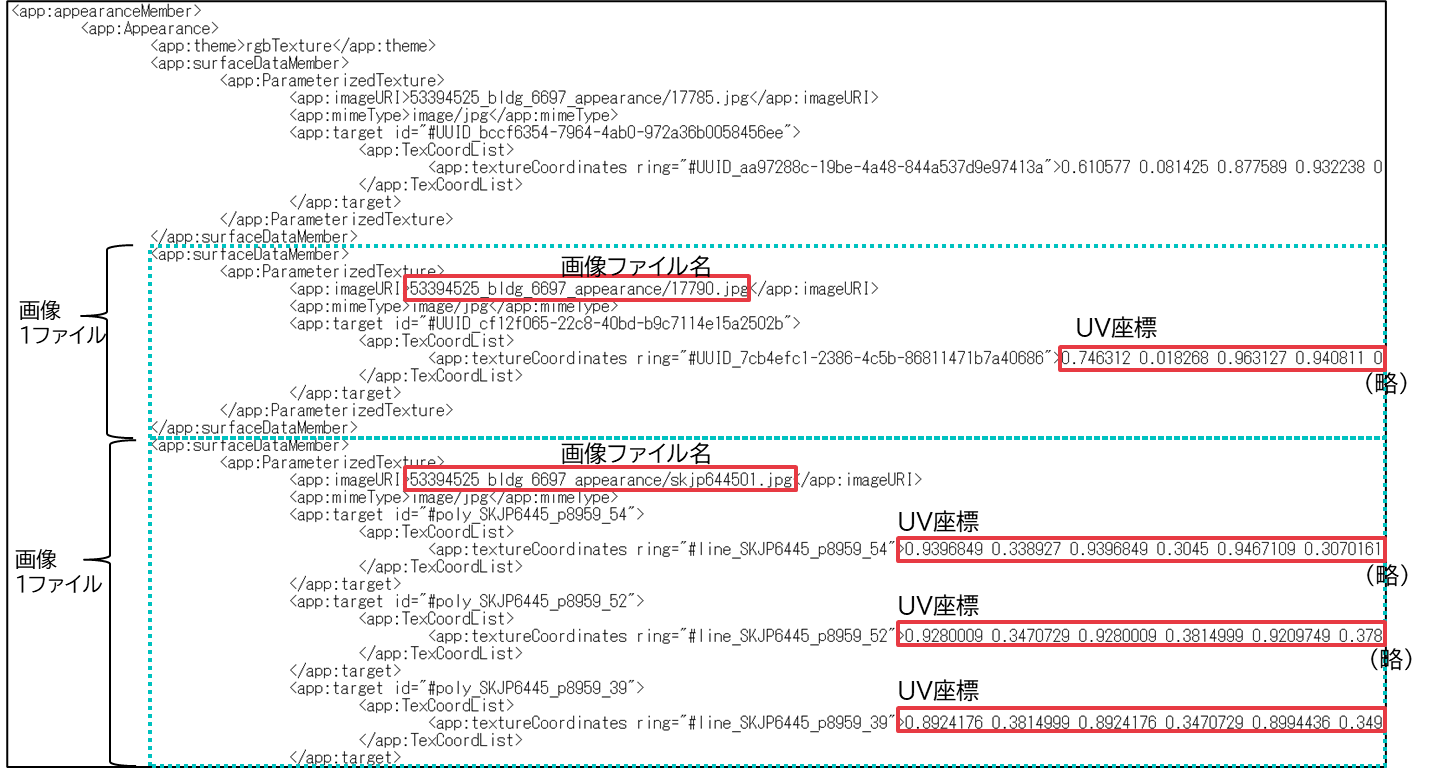 <app:appearanceMember>
<app:Appearance>
<app:theme>rgbTexture</app:theme>
<app:surfaceDataMember>
<app:ParameterizedTexture>
<app:imageURI>53394525_bldg_6697_appearance/17785.jpg</app:imageURI>
<app:mimeType>image/jpg</app:mimeType>
<app:target id="#UUID_bccf6354-7964-4ab0-972a36b0058456ee">
<app:TexCoordList>
<app:textureCoordinates ring="#UUID_aa97288c-19be-4a48-844a537d9e97413a">0.610577 0.081425 0.877589 0.932238 0
</app:TexCoordList>
</app:target>
</app:ParameterizedTexture>
</app:surfaceDataMember>
<app:surfaceDataMember>
<app:ParameterizedTexture>
画像ファイル名
<app:imageURI>53394525_bldg_6697_appearance/17790.jpg</app:imageURI>
画像
1ファイル
<app:mimeType>image/jpg</app:mimeType>
<app:target id="#UUID_cf12f065-22c8-40bd-b9c7114e15a2502b">
UV座標
<app:TexCoordList>
<app:textureCoordinates ring="#UUID_7cb4efc1-2386-4c5b-86811471b7a40686">0.746312 0.018268 0.963127 0.940811 0
(略)
</app:TexCoordList>
</app:target>
</app:ParameterizedTexture>
</app:surfaceDataMember>
<app:surfaceDataMember>
画像ファイル名
<app:ParameterizedTexture>
<app:imageURI>53394525_bldg_6697_appearance/skjp644501.jpg</app:imageURI>
<app:mimeType>image/jpg</app:mimeType>
<app:target id="#poly_SKJP6445_p8959_54">
UV座標
<app:TexCoordList>
<app:textureCoordinates ring="#line_SKJP6445_p8959_54">0.9396849 0.338927 0.9396849 0.3045 0.9467109 0.3070161
(略)
画像
1ファイル
</app:TexCoordList>
</app:target>
<app:target id="#poly_SKJP6445_p8959_52">
UV座標
<app:TexCoordList>
<app:textureCoordinates ring="#line_SKJP6445_p8959_52">0.9280009 0.3470729 0.9280009 0.3814999 0.9209749 0.378
(略)
</app:TexCoordList>
</app:target>
<app:target id="#poly_SKJP6445_p8959_39">
UV座標
<app:TexCoordList>
<app:textureCoordinates ring="#line_SKJP6445_p8959_39">0.8924176 0.3814999 0.8924176 0.3470729 0.8994436 0.349
</app:TexCoordList>
</app:target>